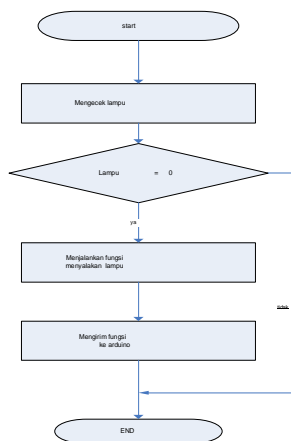 start
Mengecek lampu
Lampu = 0
ya
Menjalankan fungsi
menyalakan lampu
tidak
Mengirim fungsi
ke arduino
END